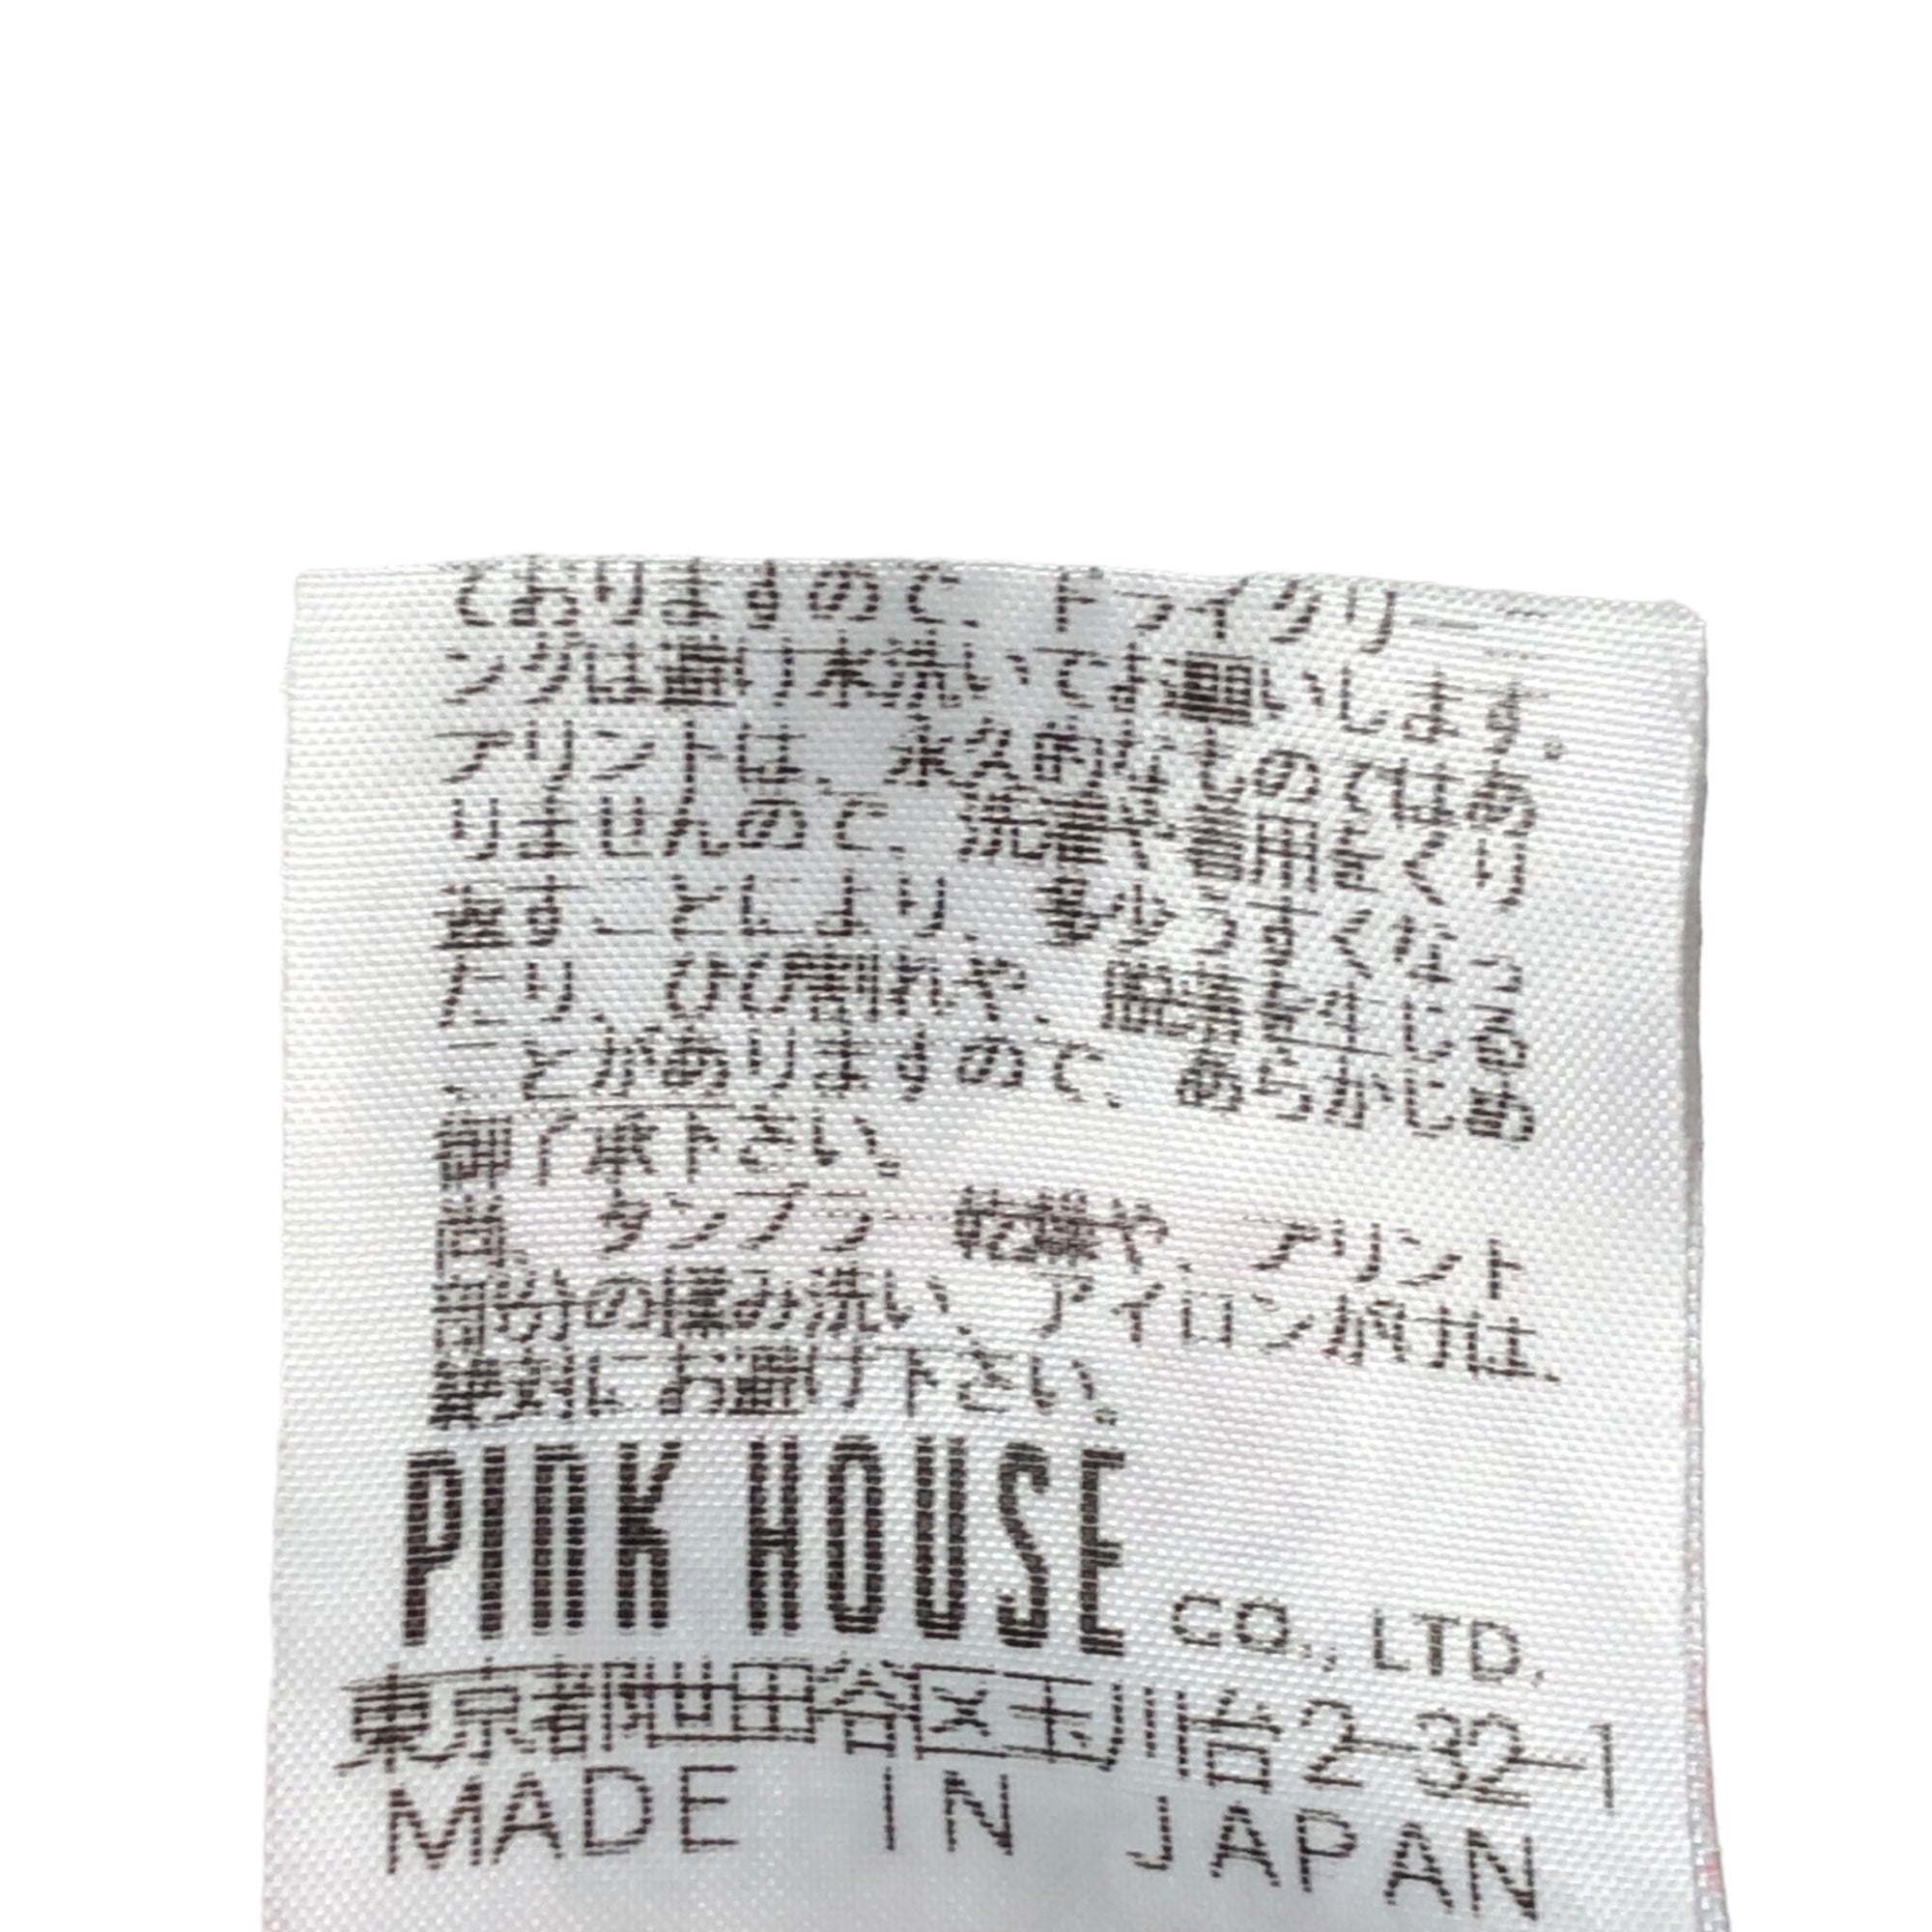 ておりますので、ドライクリーニ
ングは避け水洗いでお願いします。
プリントは、永久的なものではあ
りませんので、洗濯や着用をくり
返すことにより、多少うすくなっ
たり、ひび割れや、脱落を生じる
ことがありますので、あらかじめ
御了承下さい。
尚、タンブラー乾燥や、プリント
部分の揉み洗い、アイロン掛けは、
絶対にお避け下さい。
PINK HOUSE CO., LTD.
東京都世田谷区玉川台2-32-1
MADE IN JAPAN